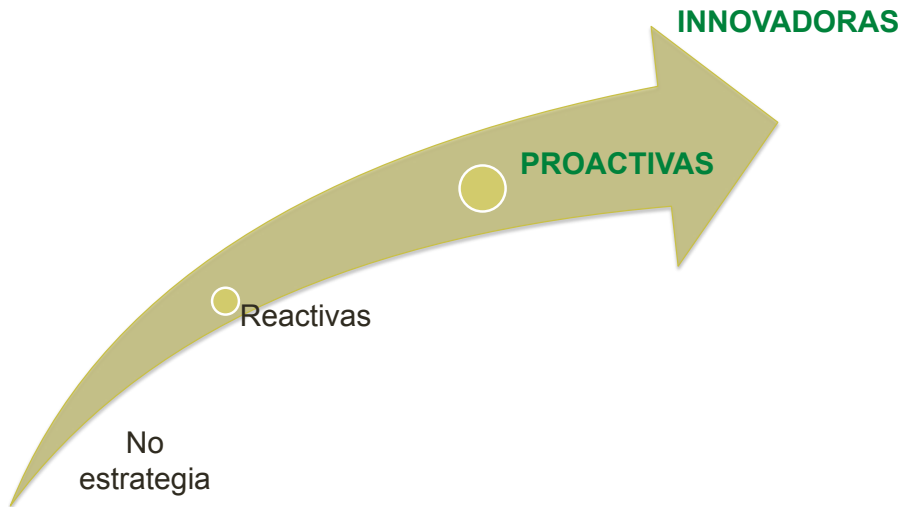 INNOVADORAS
PROACTIVAS
Reactivas
No
estrategia